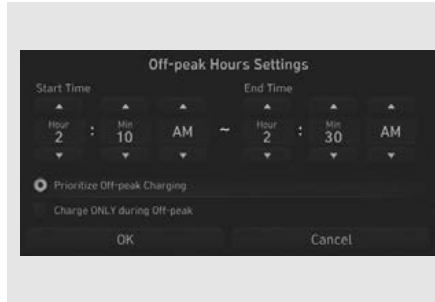 Off-peak Hours Settings
Start Time End Time
Hour Min Hour Min
2 : 10 AM ~ 2 : 30 AM
Prioritize Off-peak Charging
Charge ONLY during Off-peak
OK Cancel